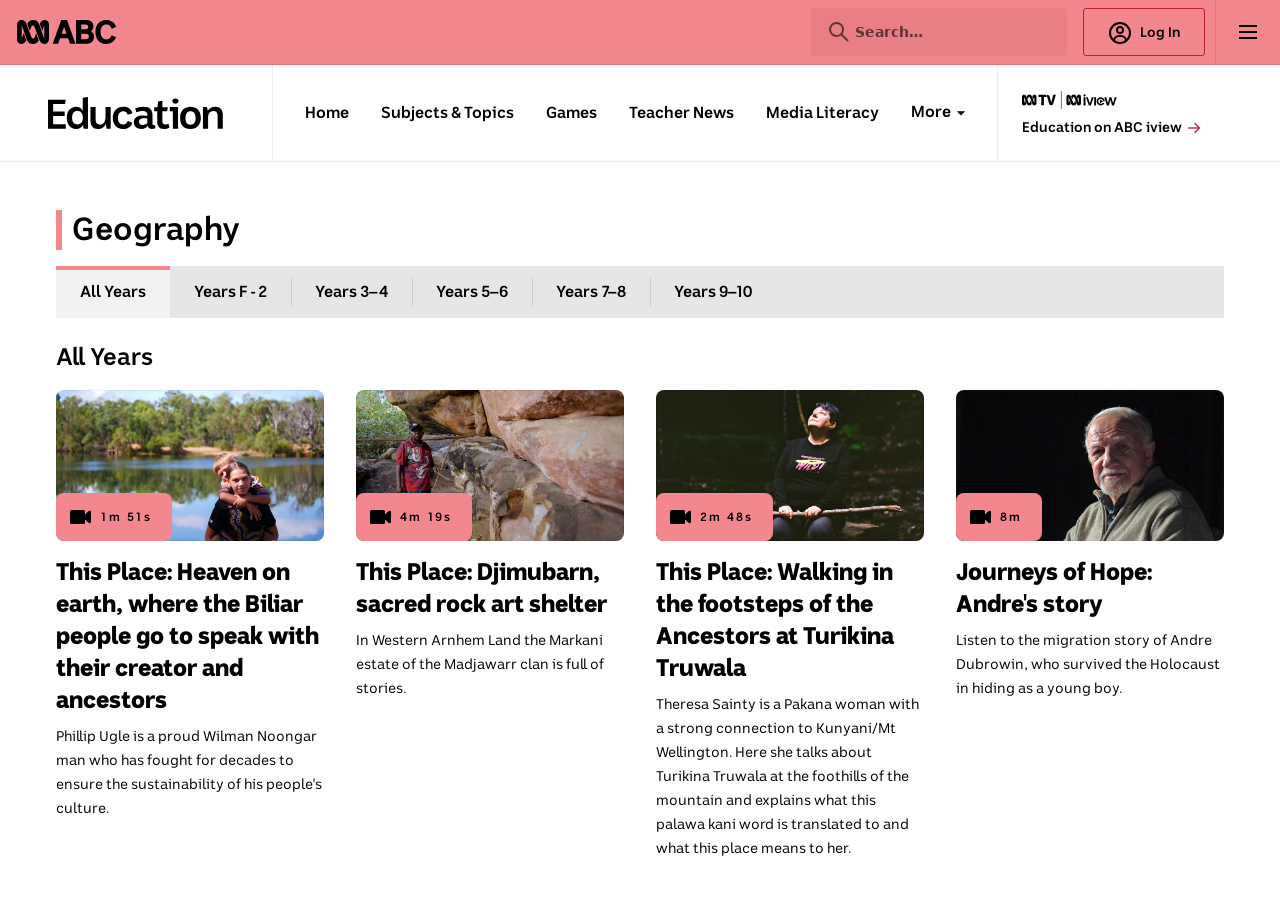 ABC
Search...
Log In
Education
Home
Subjects & Topics
Games
Teacher News
Media Literacy
More
TV
iview
Education on ABC iview
Geography
All Years
Years F - 2
Years 3–4
Years 5–6
Years 7–8
Years 9–10
All Years
1m 51s
4m 19s
2m 48s
8m
This Place: Heaven on
earth, where the Biliar
people go to speak with
their creator and
ancestors
Phillip Ugle is a proud Wilman Noongar
man who has fought for decades to
ensure the sustainability of his people's
culture.
This Place: Djimubarn,
sacred rock art shelter
In Western Arnhem Land the Markani
estate of the Madjawarr clan is full of
stories.
This Place: Walking in
the footsteps of the
Ancestors at Turikina
Truwala
Theresa Sainty is a Pakana woman with
a strong connection to Kunyani/Mt
Wellington. Here she talks about
Turikina Truwala at the foothills of the
mountain and explains what this
palawa kani word is translated to and
what this place means to her.
Journeys of Hope:
Andre's story
Listen to the migration story of Andre
Dubrowin, who survived the Holocaust
in hiding as a young boy.